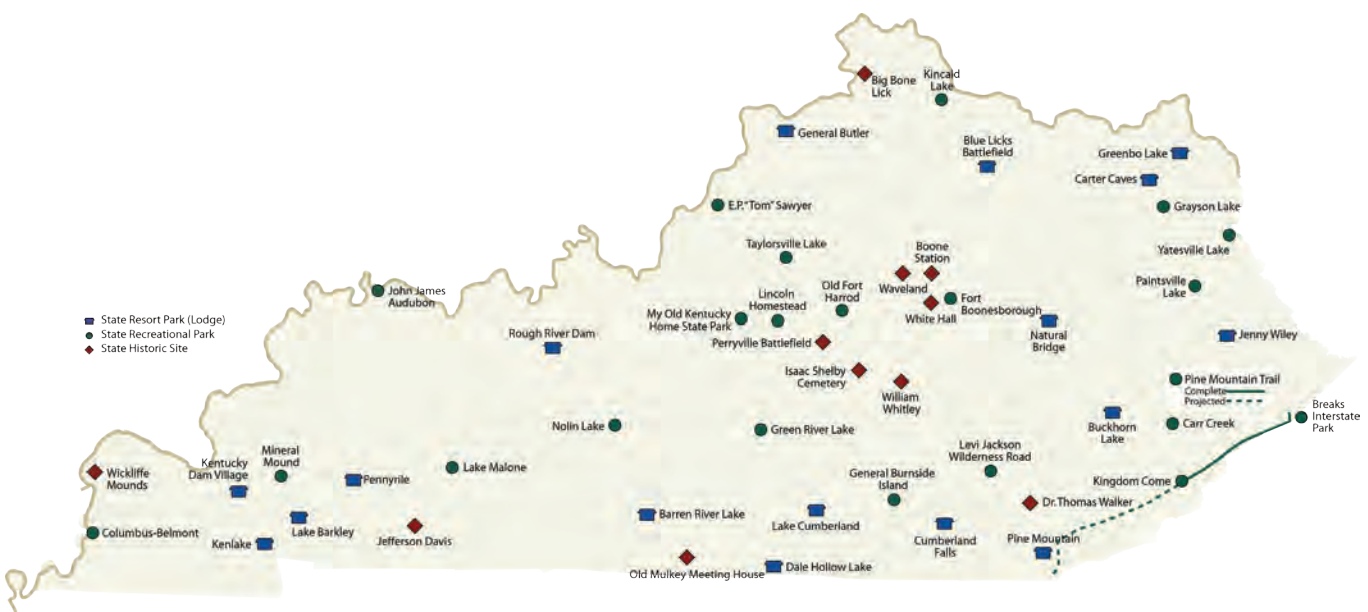 Big Bone
Lick
Kincaid
Lake
General Butler
Blue Licks
Battlefield
Greenbo Lake
Carter Caves
E.P."Tom" Sawyer
Grayson Lake
Taylorsville Lake
Boone
Station
Yatesville Lake
John James
Audubon
Waveland
Paintsville
Lake
Lincoln
Homestead
Old Fort
Harrod
Fort
Boonesborough
My Old Kentucky
Home State Park
White Hall
State Resort Park (Lodge)
State Recreational Park
State Historic Site
Rough River Dam
Perryville Battlefield
Natural
Bridge
Jenny Wiley
Isaac Shelby
Cemetery
William
Whitley
Pine Mountain Trail
Complete
Projected
Breaks
Interstate
Park
Nolin Lake
Green River Lake
Buckhorn
Lake
Carr Creek
Wickliffe
Mounds
Kentucky
Dam Village
Mineral
Mound
Pennyrile
Lake Malone
General Burnside
Island
Levi Jackson
Wilderness Road
Kingdom Come
Dr. Thomas Walker
Columbus-Belmont
Kenlake
Lake Barkley
Jefferson Davis
Barren River Lake
Lake Cumberland
Cumberland
Falls
Pine Mountain
Old Mulkey Meeting House
Dale Hollow Lake